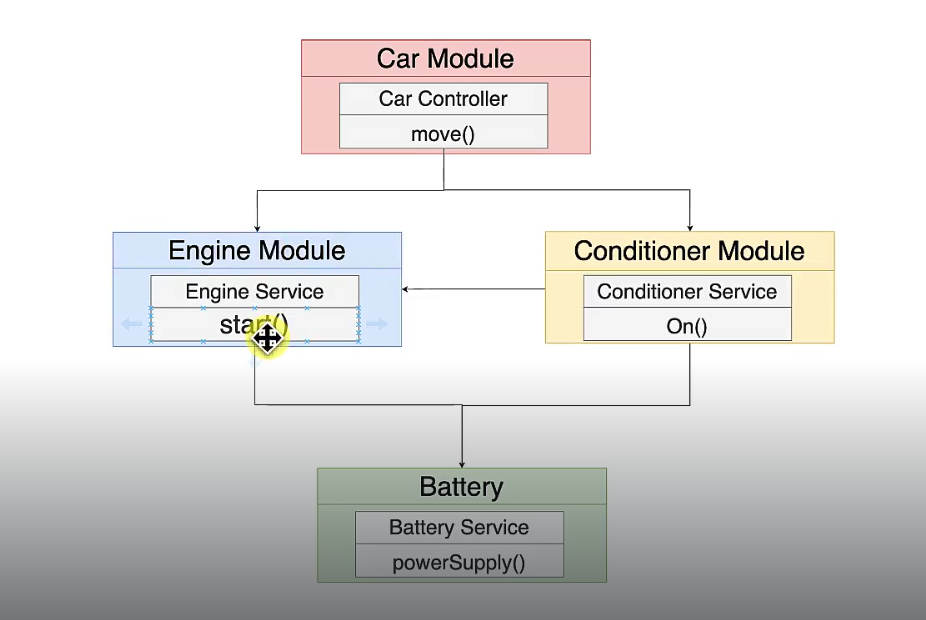 Car Module
Car Controller
move()
Engine Module
Engine Service
start()
Conditioner Module
Conditioner Service
On()
Battery
Battery Service
powerSupply()